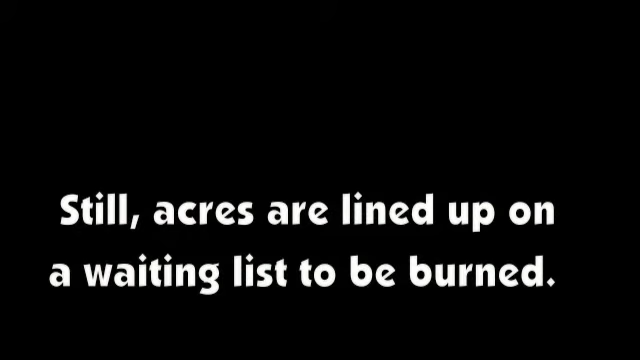 Still, acres are lined up on
a waiting list to be burned.